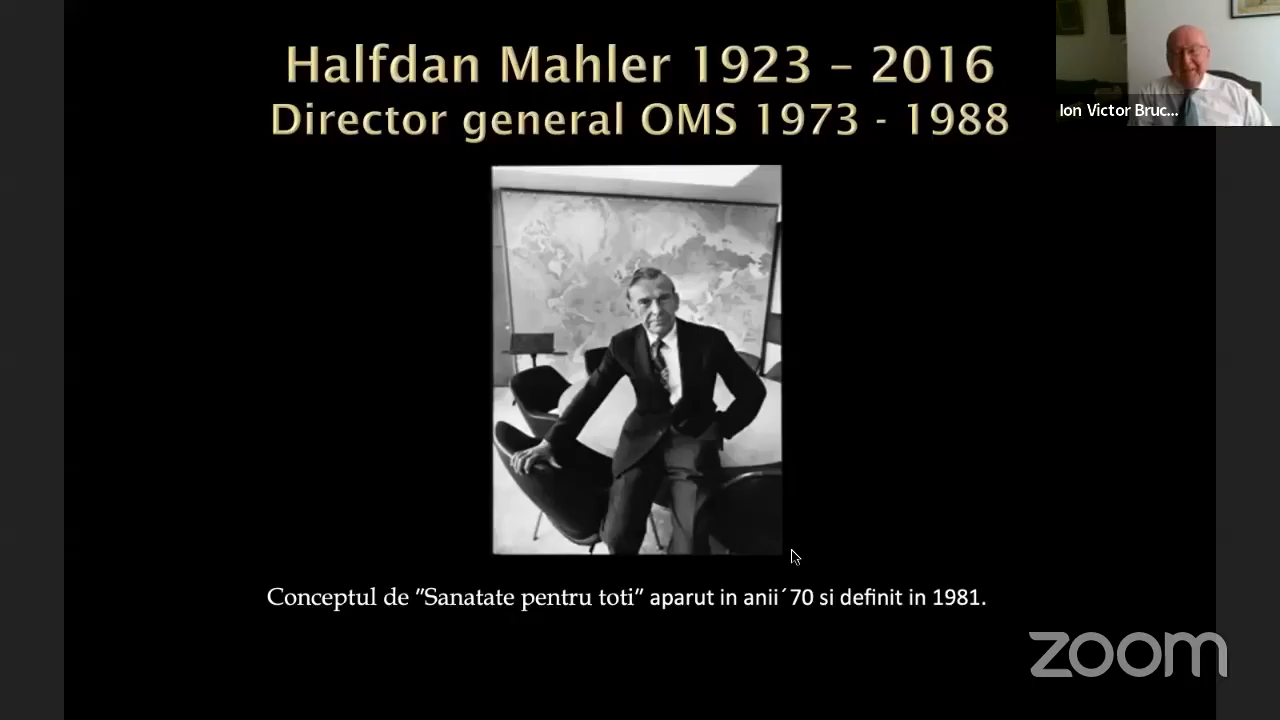 Halfdan Mahler 1923 – 2016
Director general OMS 1973 - 1988
Ion Victor Bruc...
Conceptul de ”Sanatate pentru toti” aparut in anii´70 si definit in 1981.
zoom